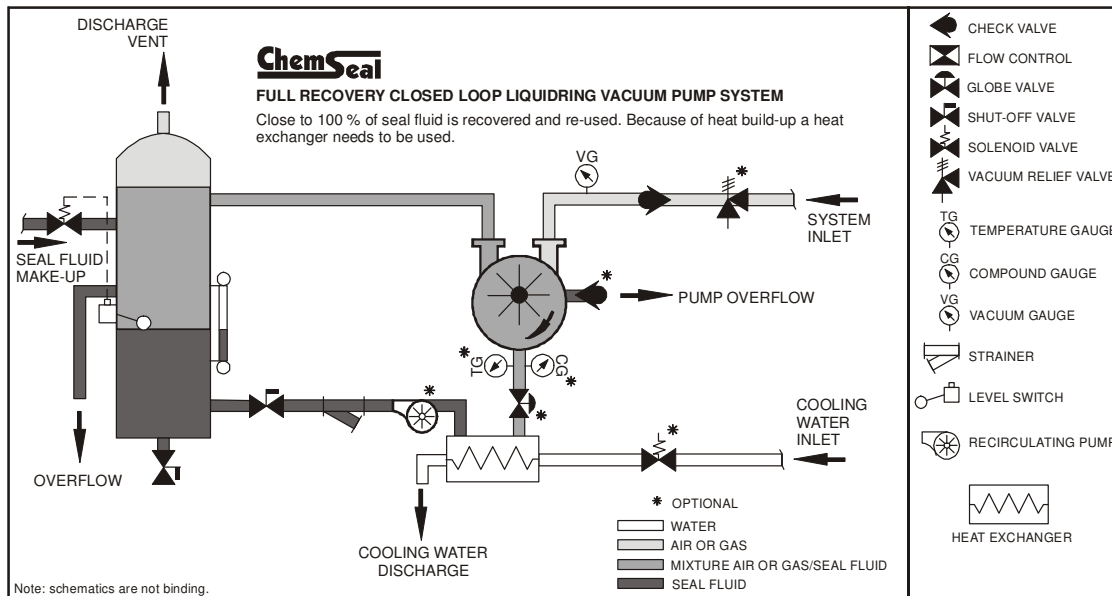 DISCHARGE
VENT
ChemSeal
FULL RECOVERY CLOSED LOOP LIQUIDRING VACUUM PUMP SYSTEM
Close to 100 % of seal fluid is recovered and re-used. Because of heat build-up a heat
exchanger needs to be used.
VG
*
SYSTEM
INLET
SEAL FLUID
MAKE-UP
*
PUMP OVERFLOW
*
TG
CG
*
*
*
COOLING
WATER
INLET
*
OVERFLOW
COOLING WATER
DISCHARGE
* OPTIONAL
WATER
AIR OR GAS
MIXTURE AIR OR GAS/SEAL FLUID
SEAL FLUID
Note: schematics are not binding.
CHECK VALVE
FLOW CONTROL
GLOBE VALVE
SHUT-OFF VALVE
SOLENOID VALVE
VACUUM RELIEF VALVE
TG
TEMPERATURE GAUGE
CG
COMPOUND GAUGE
VG
VACUUM GAUGE
STRAINER
LEVEL SWITCH
RECIRCULATING PUMP
HEAT EXCHANGER